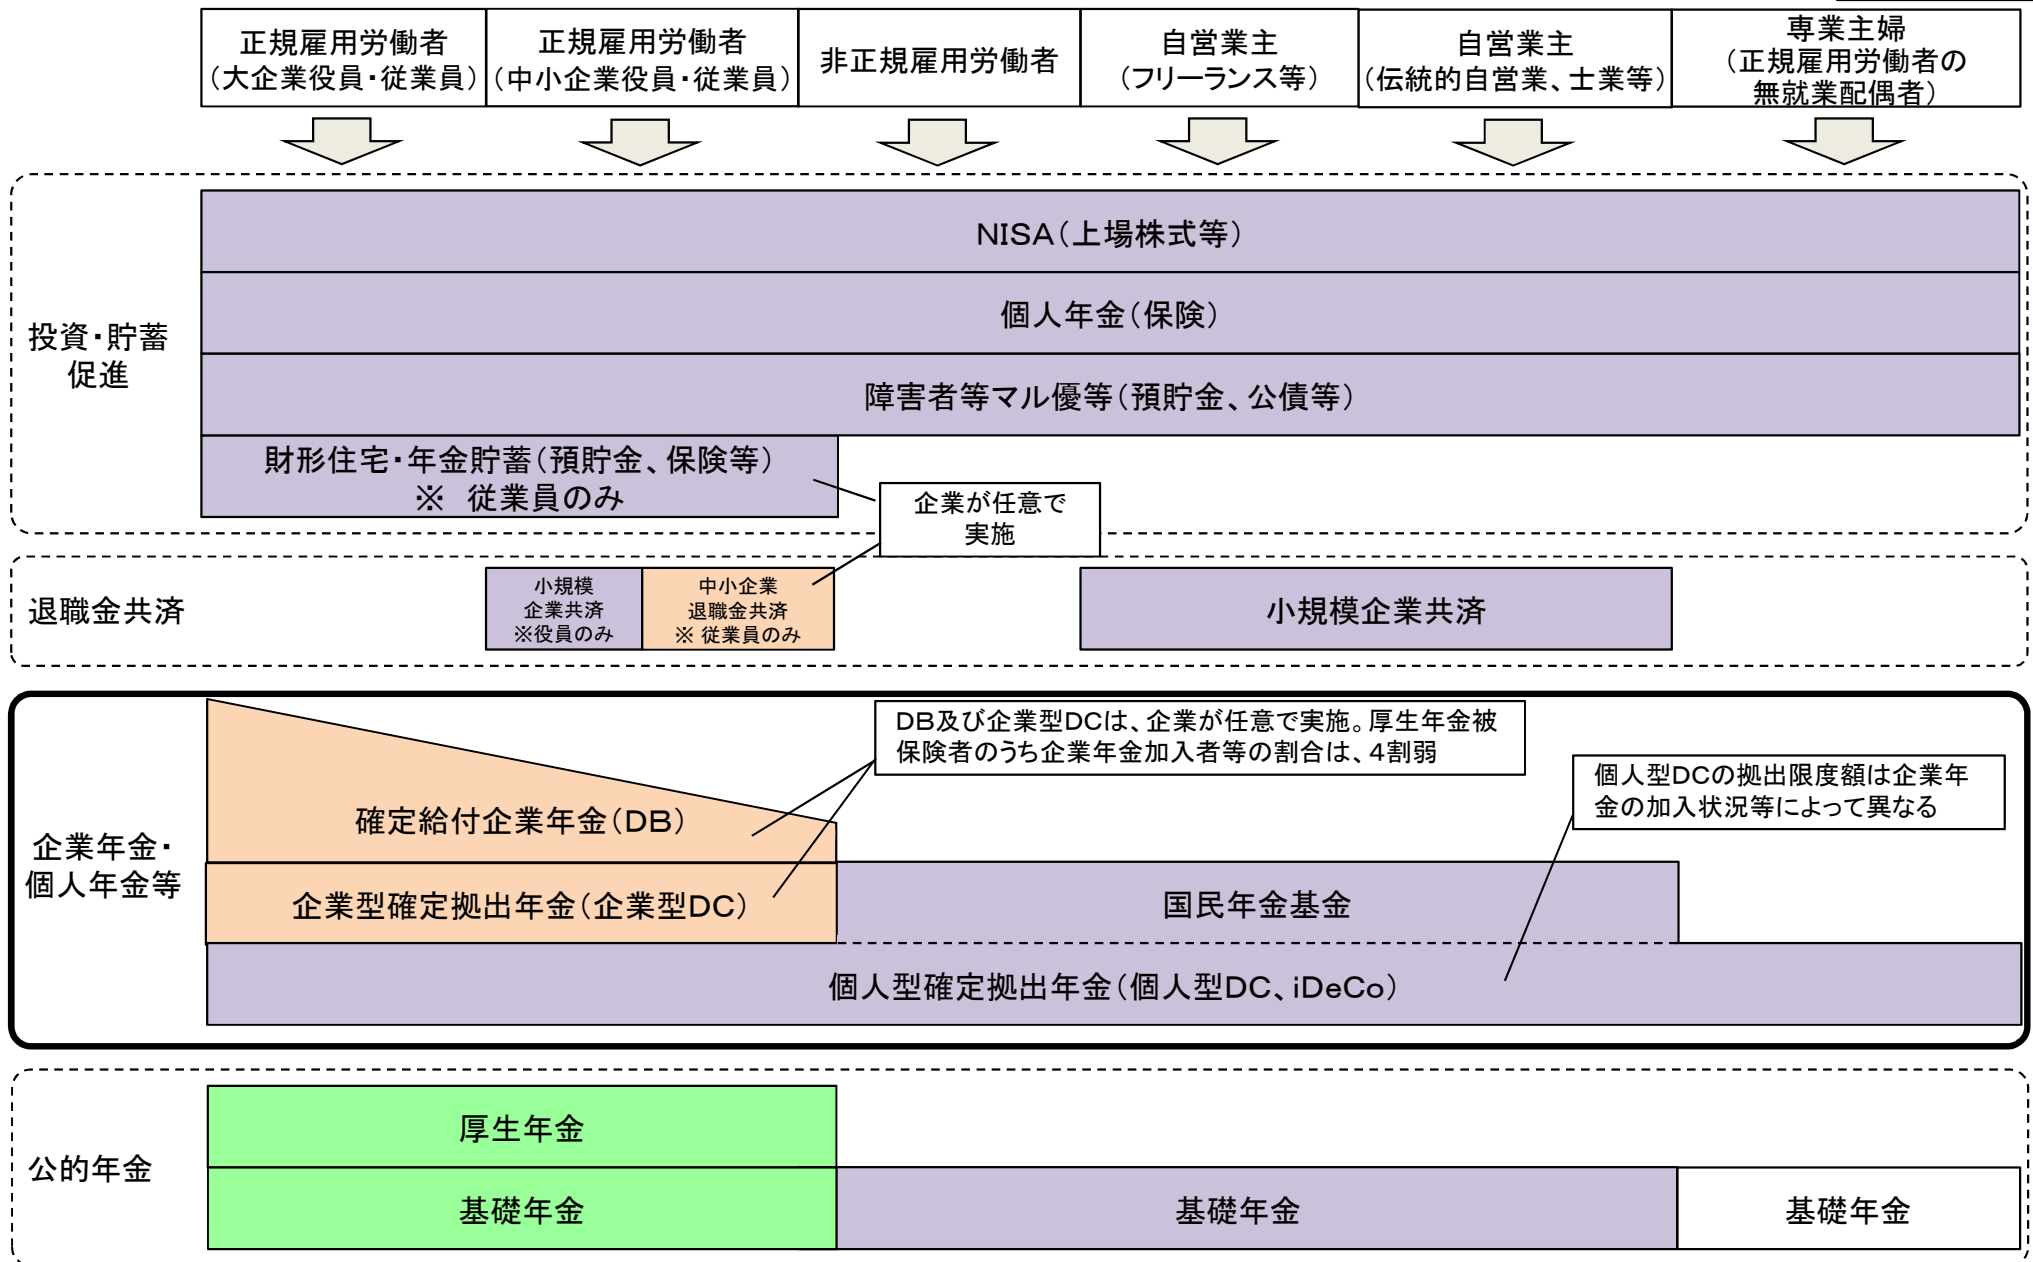 正規雇用労働者
（大企業役員・従業員）
正規雇用労働者
（中小企業役員・従業員）
非正規雇用労働者
自営業主
（フリーランス等）
自営業主
（伝統的自営業、士業等）
専業主婦
（正規雇用労働者の
無就業配偶者）
投資・貯蓄
促進
NISA（上場株式等）
個人年金（保険）
障害者等マル優等（預貯金、公債等）
財形住宅・年金貯蓄（預貯金、保険等）
※ 従業員のみ
企業が任意で
実施
退職金共済
小規模
企業共済
※役員のみ
中小企業
退職金共済
※ 従業員のみ
小規模企業共済
企業年金・
個人年金等
DB及び企業型DCは、企業が任意で実施。厚生年金被
保険者のうち企業年金加入者等の割合は、４割弱
個人型DCの拠出限度額は企業年
金の加入状況等によって異なる
確定給付企業年金（DB）
企業型確定拠出年金（企業型DC）
国民年金基金
個人型確定拠出年金（個人型DC、iDeCo）
公的年金
厚生年金
基礎年金
基礎年金
基礎年金